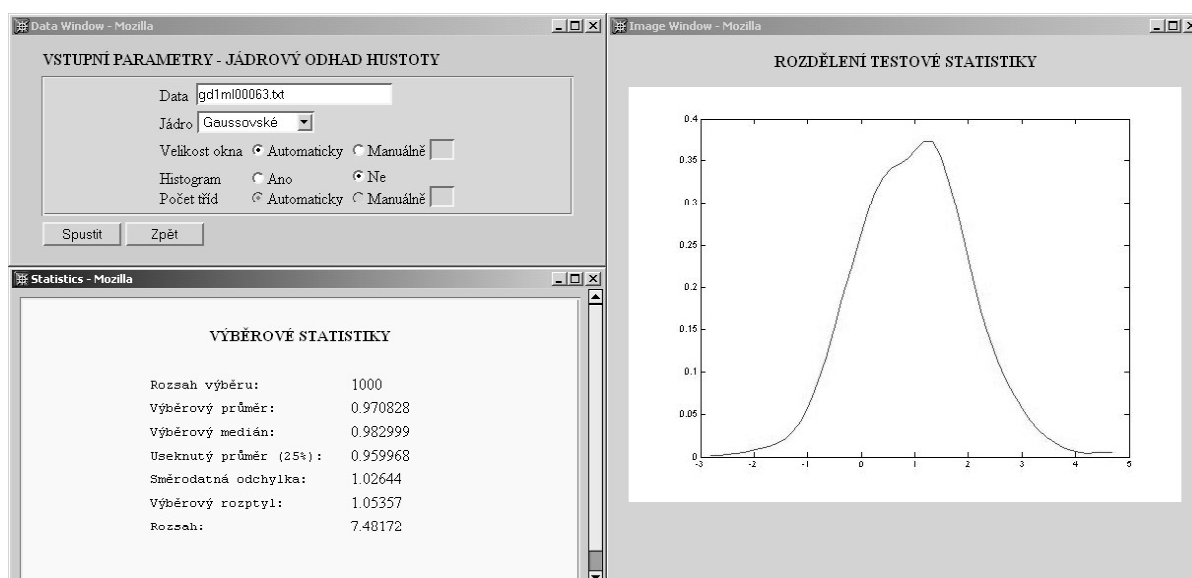 Data Window - Mozilla
VSTUPNÍ PARAMETRY - JÁDROVÝ ODHAD HUSTOTY
Data gd1ml00063.txt
Jádro Gaussovské
Velikost okna Automaticky Manuálně
Histogram Ano Ne
Počet tříd Automaticky Manuálně
Spustit Zpět
Statistics - Mozilla
VÝBĚROVÉ STATISTIKY
Rozsah výběru: 1000
Výběrový průměr: 0.970828
Výběrový medián: 0.982999
Useknutý průměr (25%): 0.959968
Směrodatná odchylka: 1.02644
Výběrový rozptyl: 1.05357
Rozsah: 7.48172
Image Window - Mozilla
ROZDĚLENÍ TESTOVÉ STATISTIKY
0.4
0.35
0.3
0.25
0.2
0.15
0.1
0.05
0
-3 -2 -1 0 1 2 3 4 5